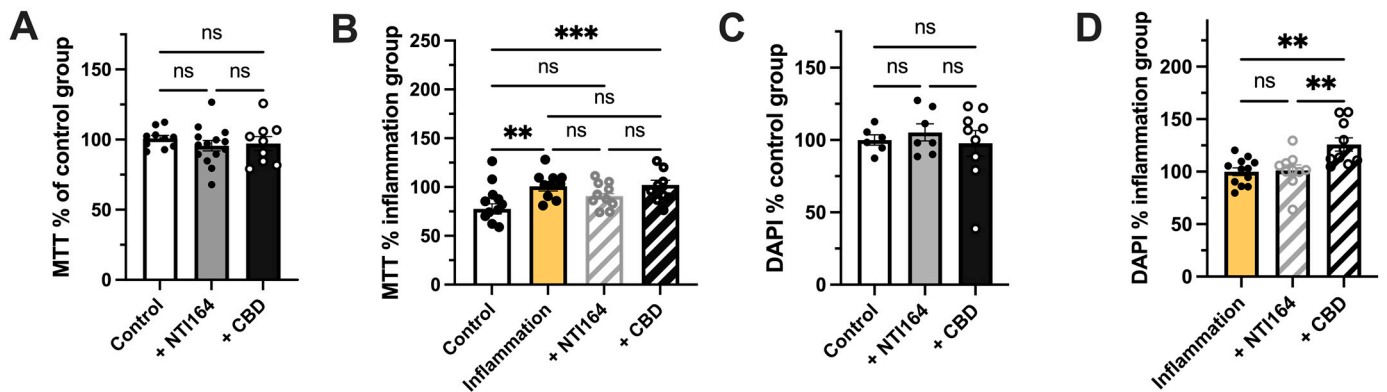 A
MTT % of control group
150
100
50
0
ns
ns
ns
Control
+ NTI164
+ CBD
B
MTT % inflammation group
250
200
150
100
50
0
***
ns
ns
**
ns
ns
Control
Inflammation
+ NTI164
+ CBD
C
DAPI % control group
150
100
50
0
ns
ns
ns
Control
+ NTI164
+ CBD
D
DAPI % inflammation group
200
150
100
50
0
**
ns
**
Inflammation
+ NTI164
+ CBD